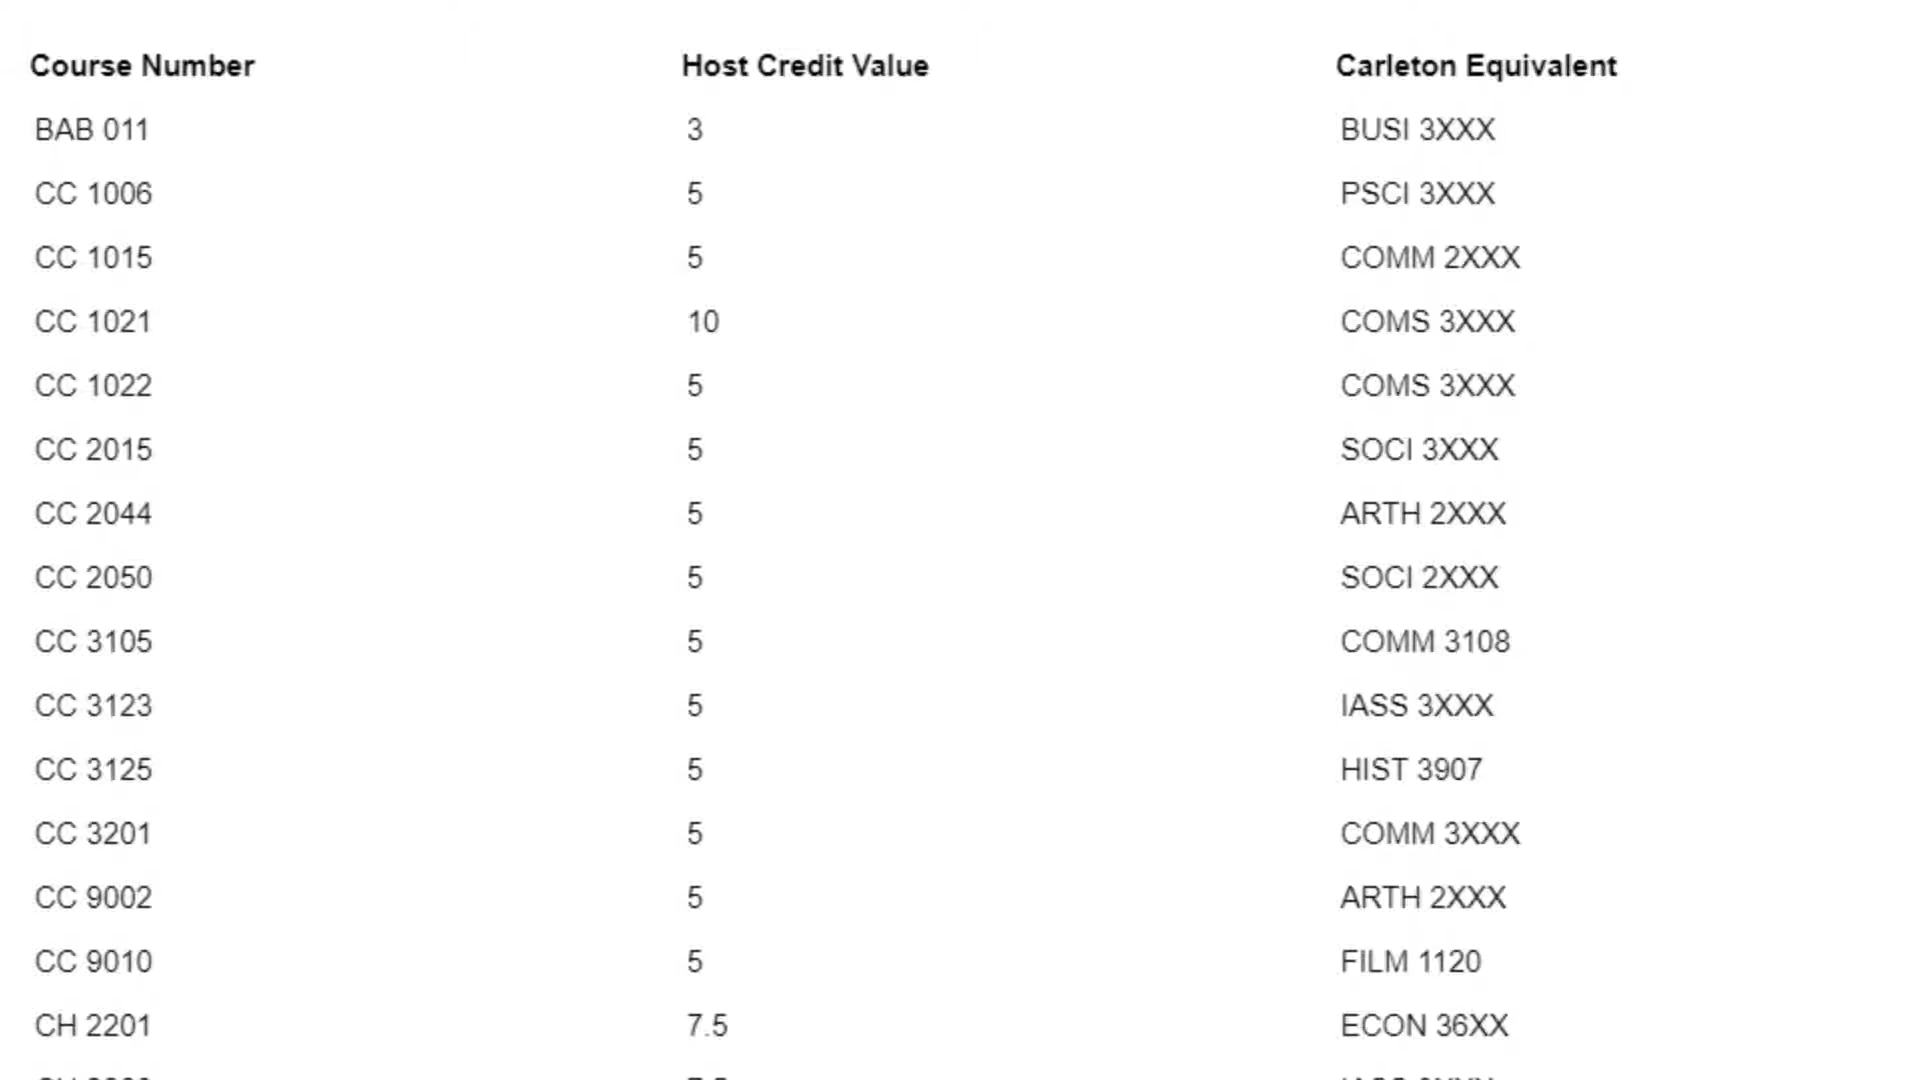 Course Number Host Credit Value Carleton Equivalent
BAB 011 3 BUSI 3XXX
CC 1006 5 PSCI 3XXX
CC 1015 5 COMM 2XXX
CC 1021 10 COMS 3XXX
CC 1022 5 COMS 3XXX
CC 2015 5 SOCI 3XXX
CC 2044 5 ARTH 2XXX
CC 2050 5 SOCI 2XXX
CC 3105 5 COMM 3108
CC 3123 5 IASS 3XXX
CC 3125 5 HIST 3907
CC 3201 5 COMM 3XXX
CC 9002 5 ARTH 2XXX
CC 9010 5 FILM 1120
CH 2201 7.5 ECON 36XX